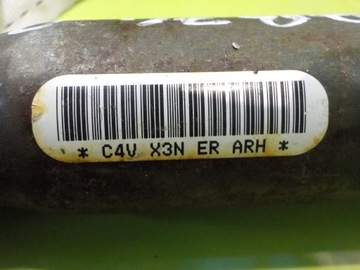 * C4V X3N ER ARH *